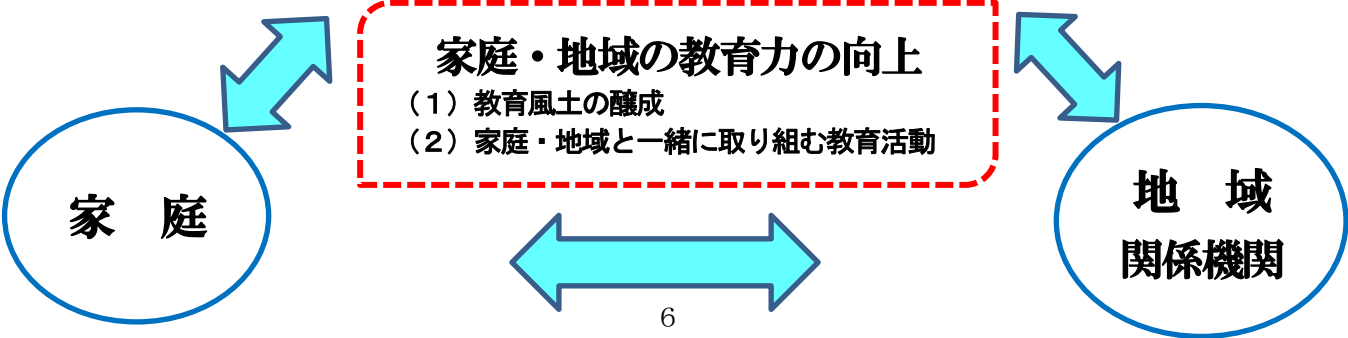 家庭・地域の教育力の向上
（１）教育風土の醸成
（２）家庭・地域と一緒に取り組む教育活動
家　庭
地　域
関係機関
6